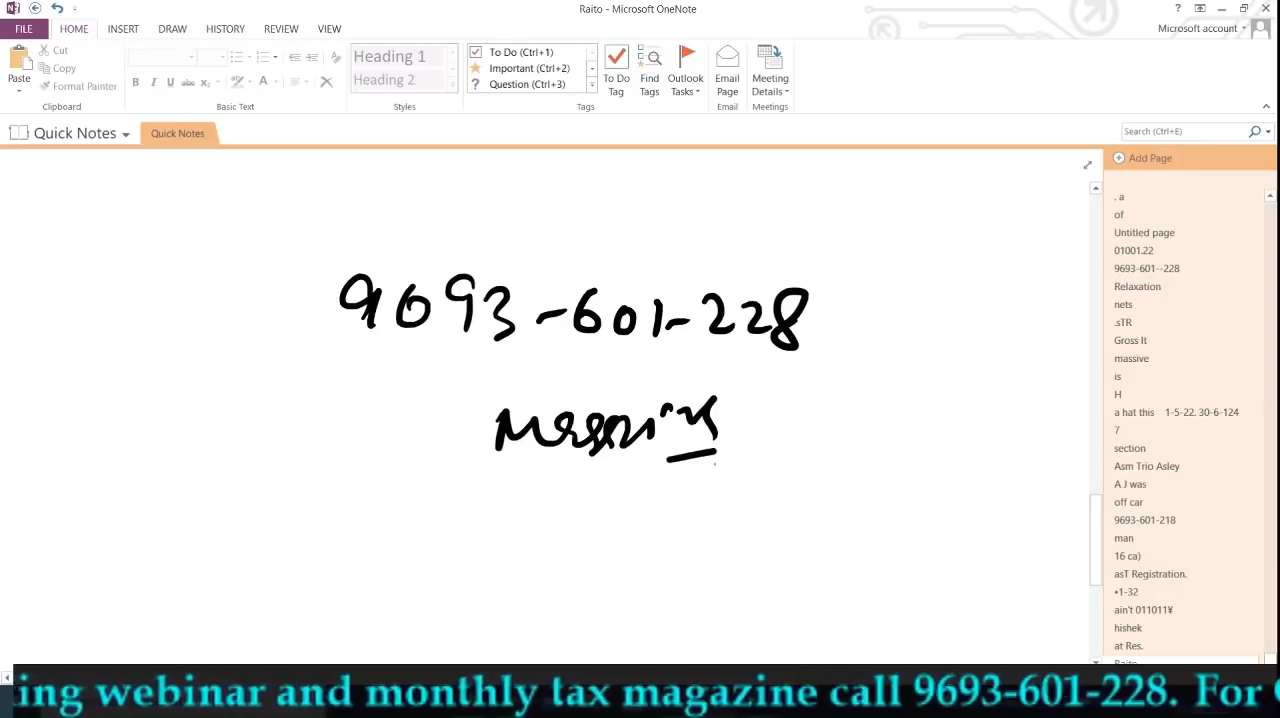 Raito - Microsoft OneNote
FILE HOME INSERT DRAW HISTORY REVIEW VIEW
Microsoft account
Paste
Cut
Copy
Format Painter
Clipboard
B I U abc x₂ A
Basic Text
Heading 1
Heading 2
Styles
To Do (Ctrl+1)
Important (Ctrl+2)
Question (Ctrl+3)
Tags
To Do Tag
Find Tags
Outlook Tasks
Email Page
Email
Meeting Details
Meetings
Quick Notes
Quick Notes
Search (Ctrl+E)
Add Page
. a
of
Untitled page
01001.22
9693-601--228
Relaxation
nets
.sTR
Gross It
massive
is
H
a hat this 1-5-22. 30-6-124
7
section
Asm Trio Asley
A J was
off car
9693-601-218
man
16 ca)
asT Registration.
•1-32
ain't 011011¥
hishek
at Res.
Raito
9693-601-228
ing webinar and monthly tax magazine call 9693-601-228. For